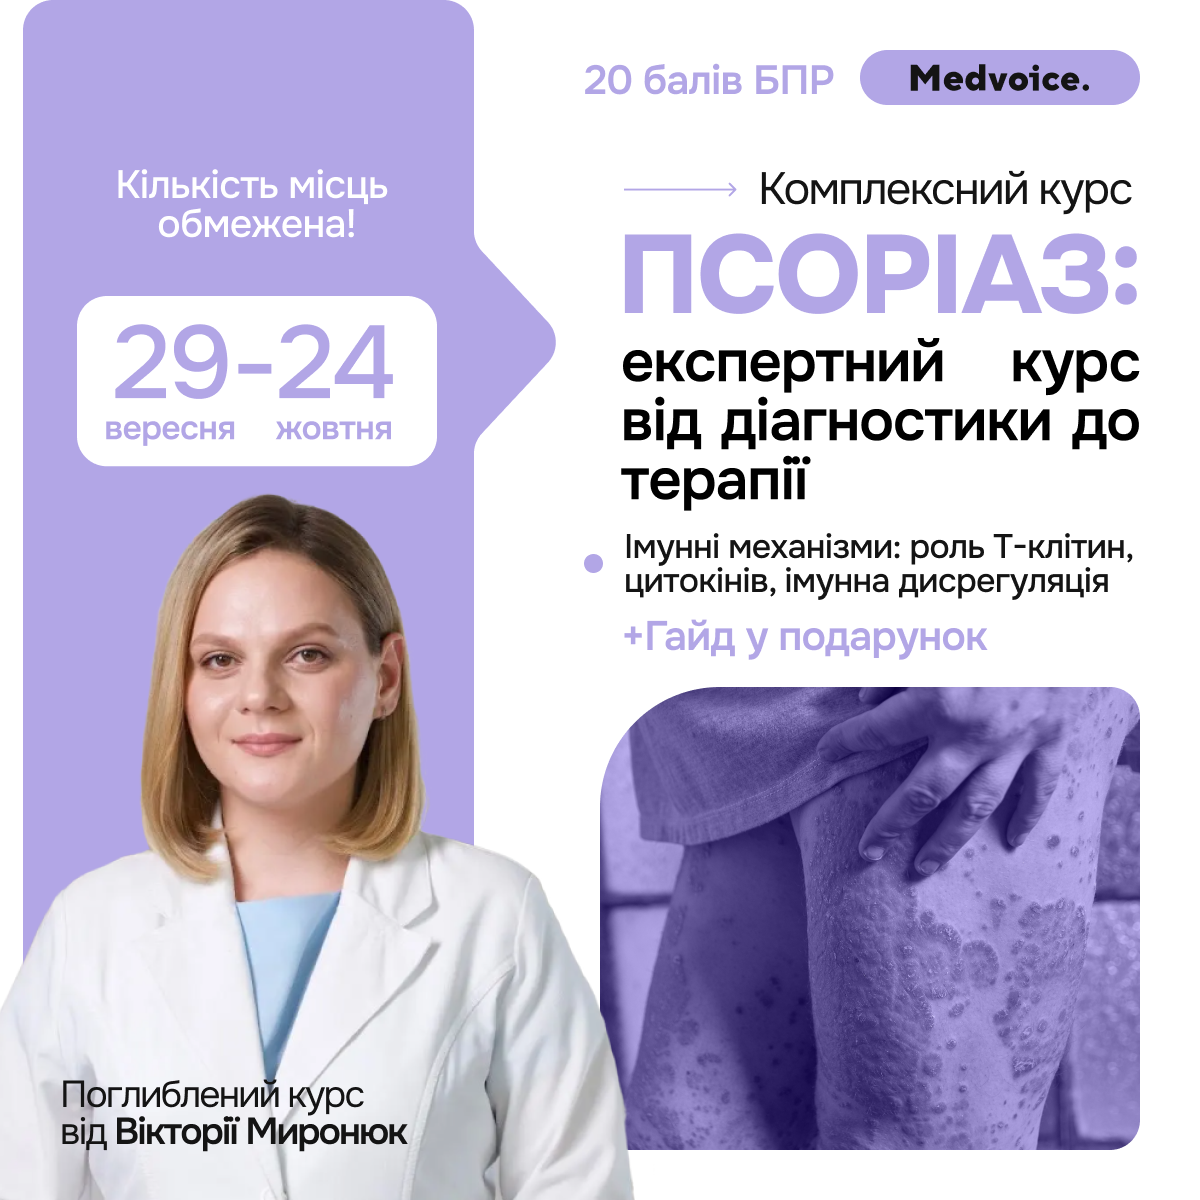 20 балів БПР
Medvoice.
Кількість місць
обмежена!
29-24
вересня жовтня
Комплексний курс
ПСОРІАЗ:
експертний курс
від діагностики до
терапії
Імунні механізми: роль Т-клітин,
цитокінів, імунна дисрегуляція
+Гайд у подарунок
Поглиблений курс
від Вікторії Миронюк